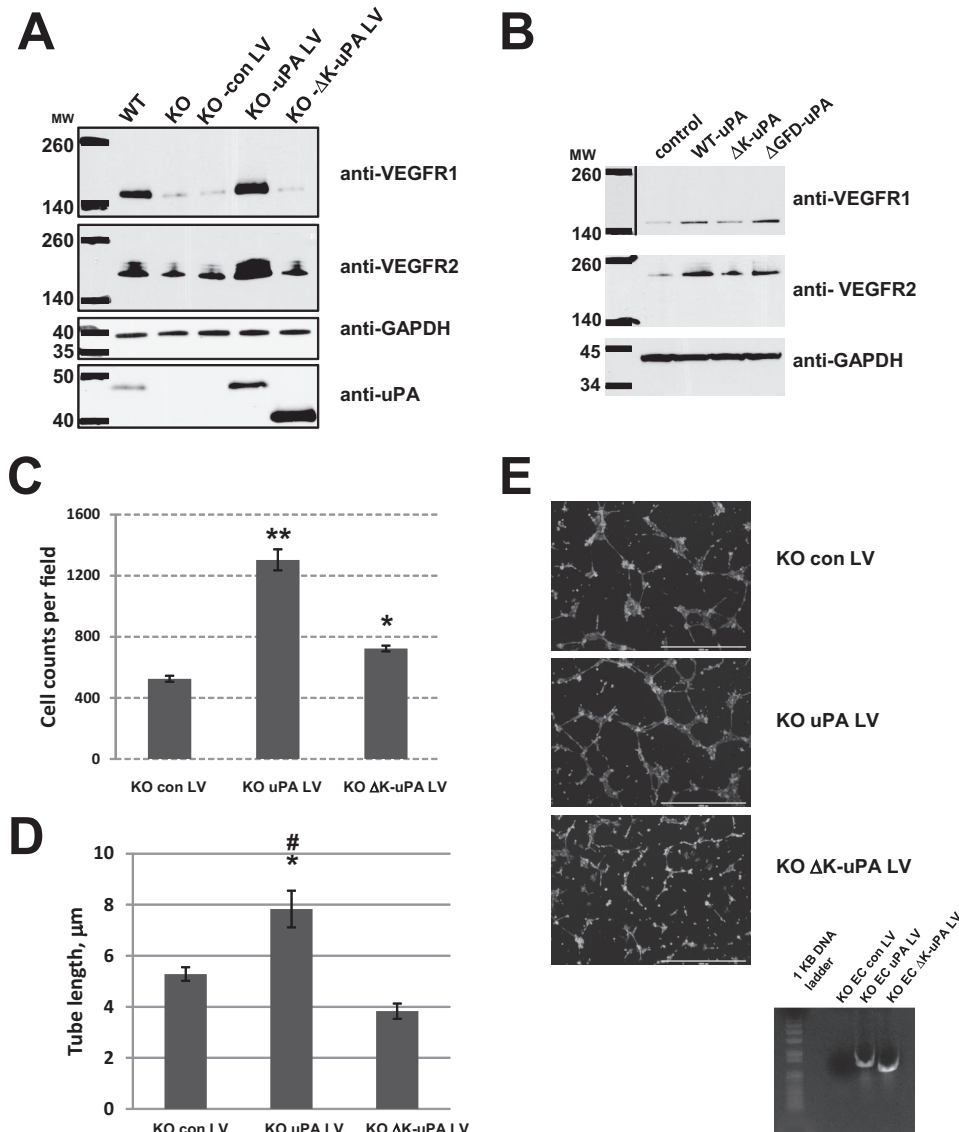 A
WT
KO
KO -con LV
KO -uPA LV
KO -ΔK-uPA LV
MW
260
140
anti-VEGFR1
260
140
anti-VEGFR2
40
35
anti-GAPDH
50
40
anti-uPA
B
control
WT-uPA
ΔK-uPA
ΔGFD-uPA
MW
260
140
anti-VEGFR1
260
140
anti- VEGFR2
45
34
anti-GAPDH
C
Cell counts per field
1600
1200
800
400
0
**
*
KO con LV
KO uPA LV
KO ΔK-uPA LV
D
Tube length, μm
10
8
6
4
2
0
#
*
KO con LV
KO uPA LV
KO ΔK-uPA LV
E
KO con LV
KO uPA LV
KO ΔK-uPA LV
1 KB DNA
ladder
KO EC con LV
KO EC uPA LV
KO EC ΔK-uPA LV